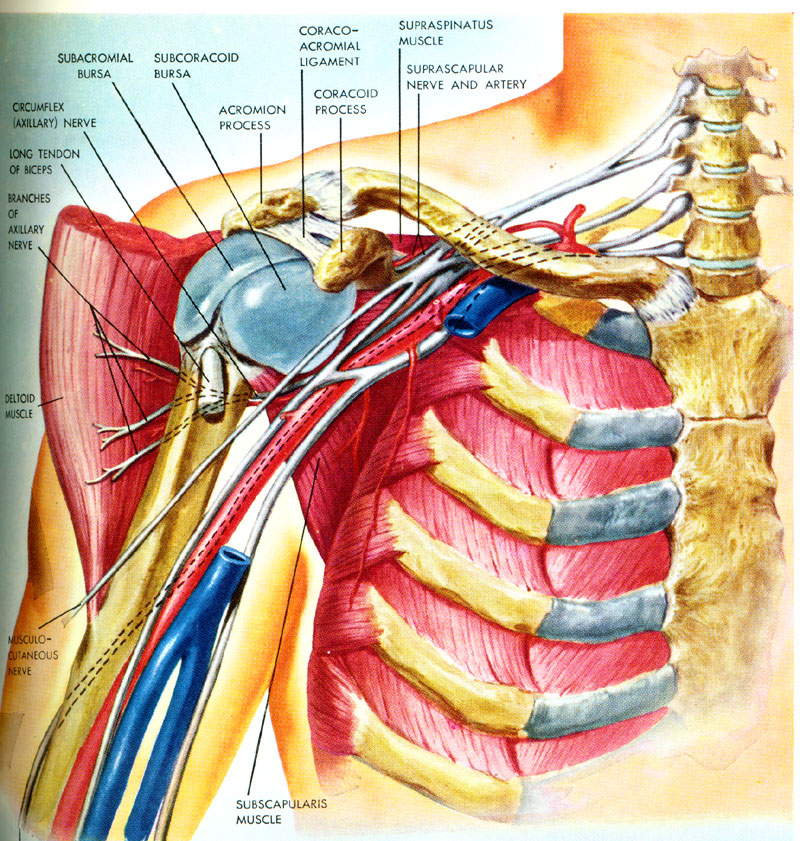 CORACO-
ACROMIAL
LIGAMENT
SUPRASPINATUS
MUSCLE
SUBACROMIAL
BURSA
SUBCORACOID
BURSA
SUPRASCAPULAR
NERVE AND ARTERY
CIRCUMFLEX
(AXILLARY) NERVE
ACROMION
PROCESS
CORACOID
PROCESS
LONG TENDON
OF BICEPS
BRANCHES
OF
AXILLARY
NERVE
DELTOID
MUSCLE
MUSCULO-
CUTANEOUS
NERVE
SUBSCAPULARIS
MUSCLE